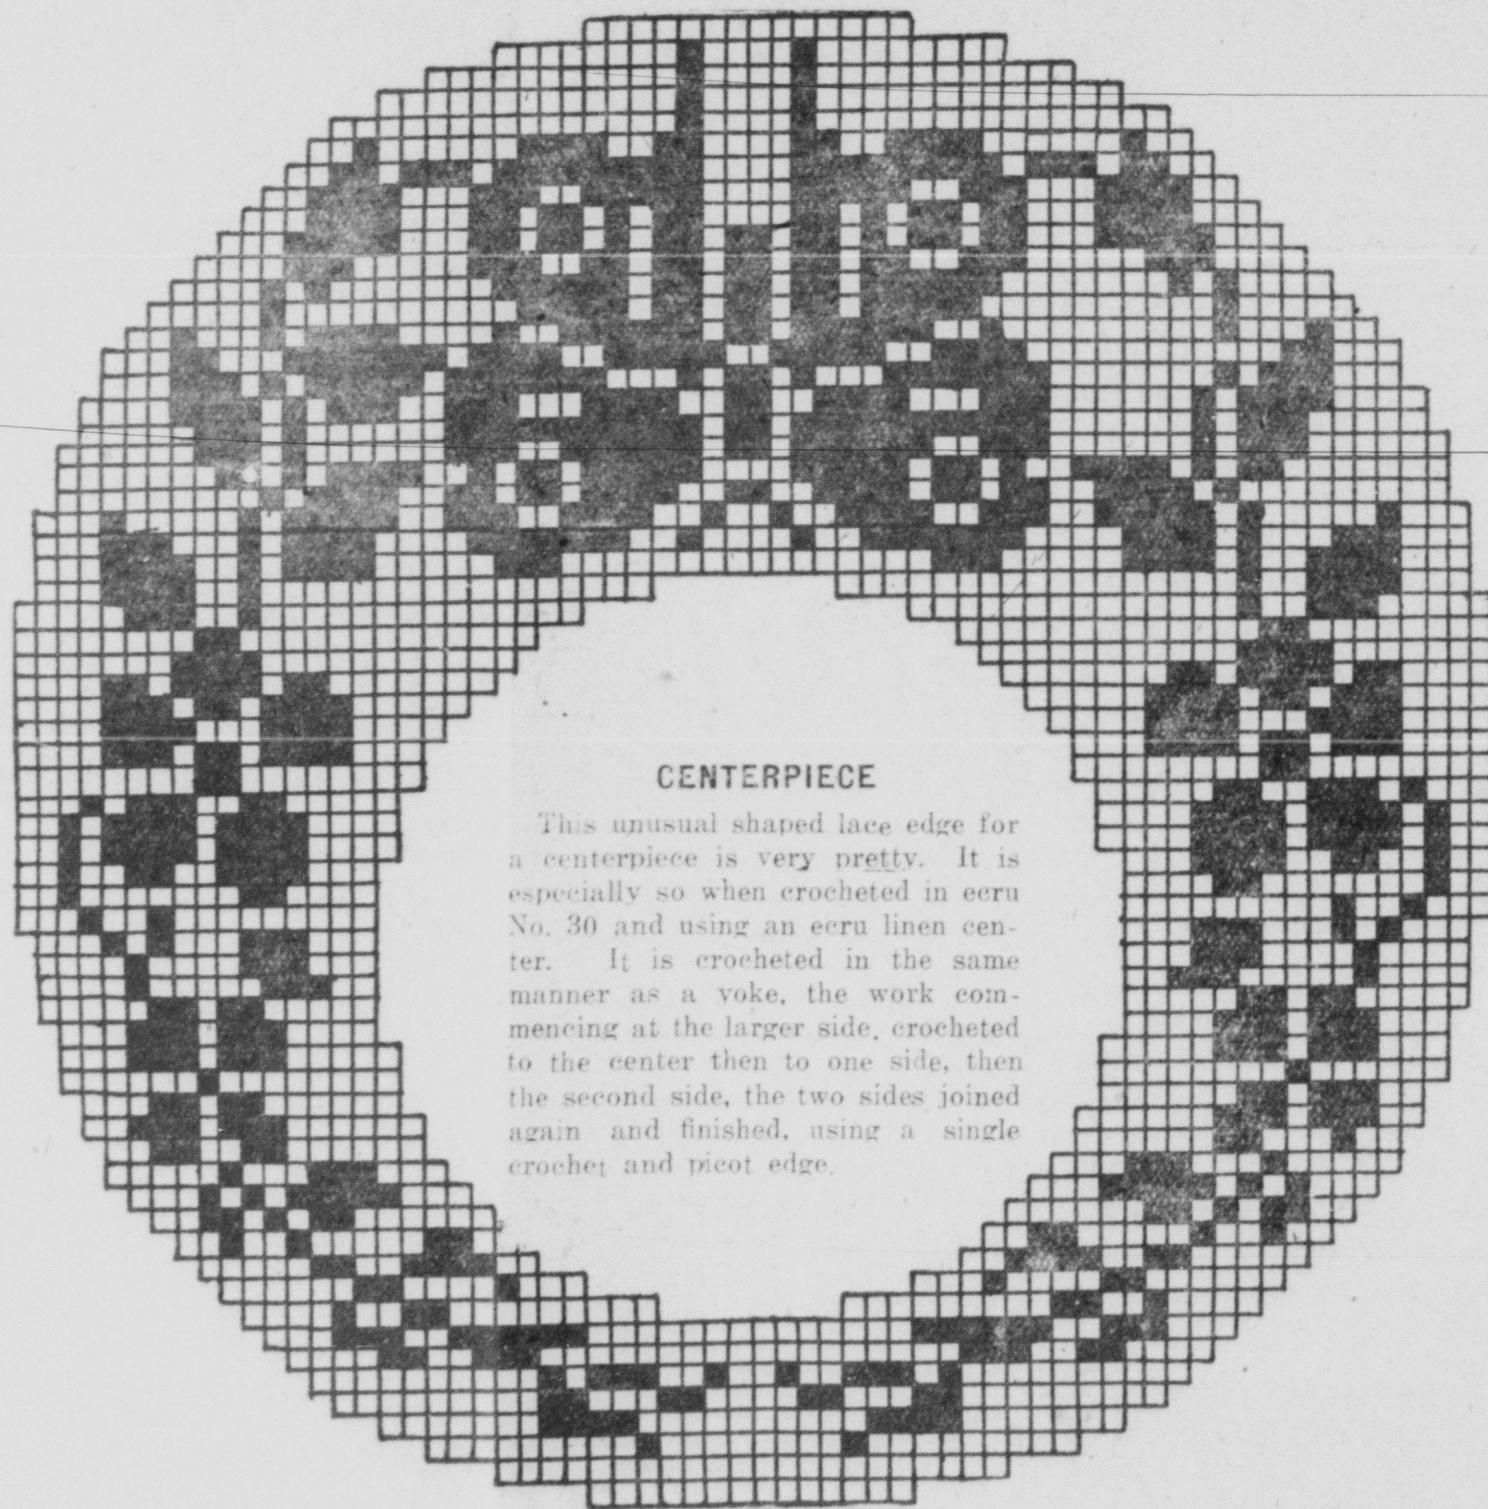 CENTERPIECE
This unusual shaped lace edge for
a centerpiece is very pretty. It is
especially so when crocheted in ecru
No. 30 and using an ecru linen cen-
ter. It is crocheted in the same
manner as a yoke, the work com-
mencing at the larger side, crocheted
to the center then to one side, then
the second side, the two sides joined
again and finished, using a single
crochet and picot edge.